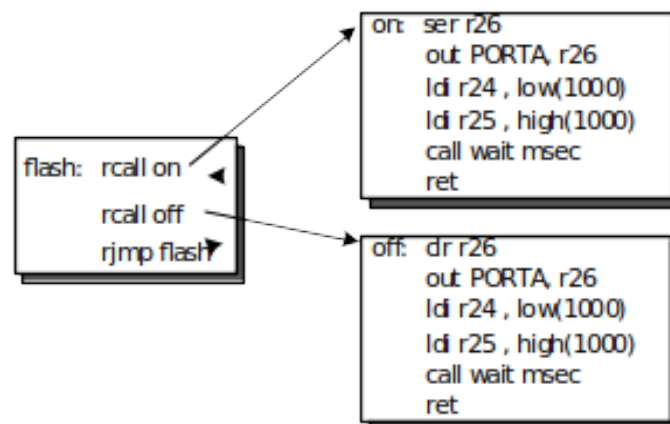 flash: rcall on
rcall off
rjmp flash
on: ser r26
out PORTA, r26
ldi r24 , low(1000)
ldi r25 , high(1000)
call wait msec
ret
off: clr r26
out PORTA, r26
ldi r24 , low(1000)
ldi r25 , high(1000)
call wait msec
ret